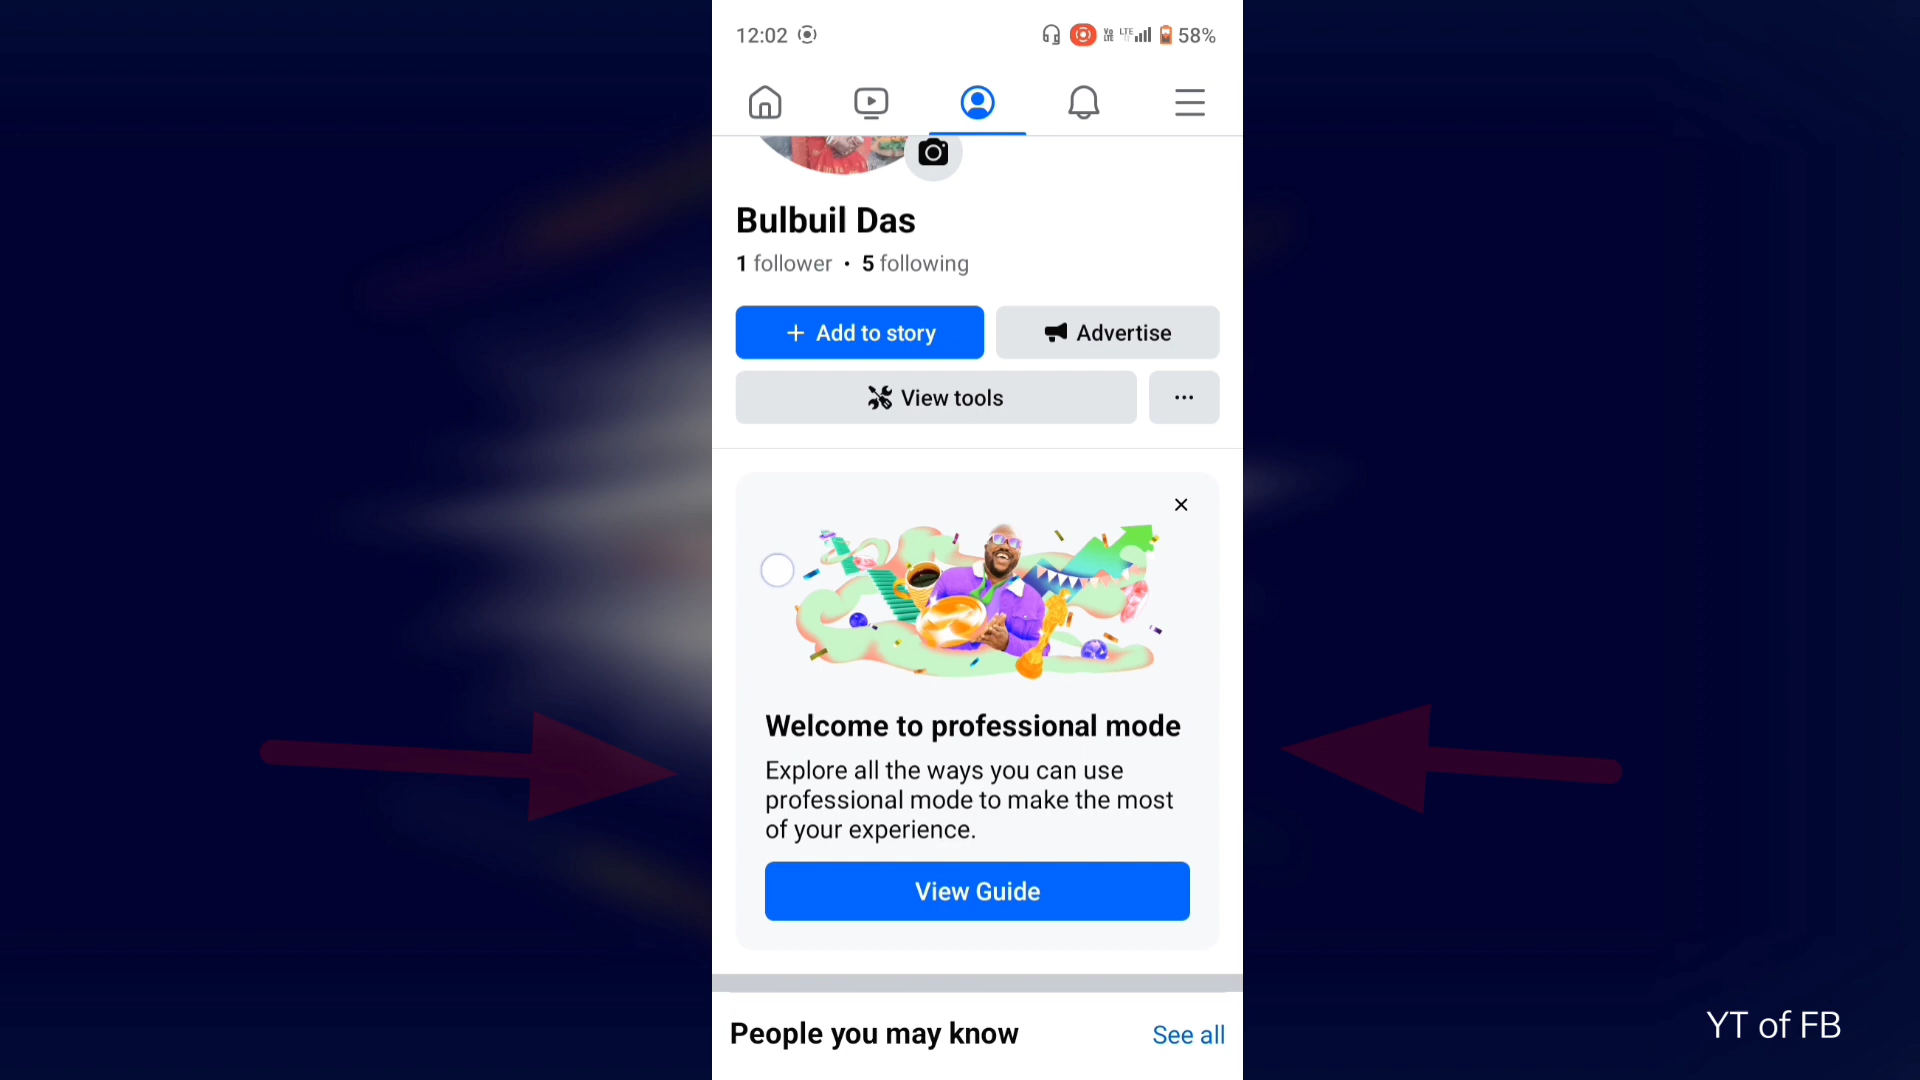 12:02 58%
Bulbuil Das
1 follower • 5 following
+ Add to story
Advertise
View tools
...
Welcome to professional mode
Explore all the ways you can use
professional mode to make the most
of your experience.
View Guide
People you may know
See all
YT of FB